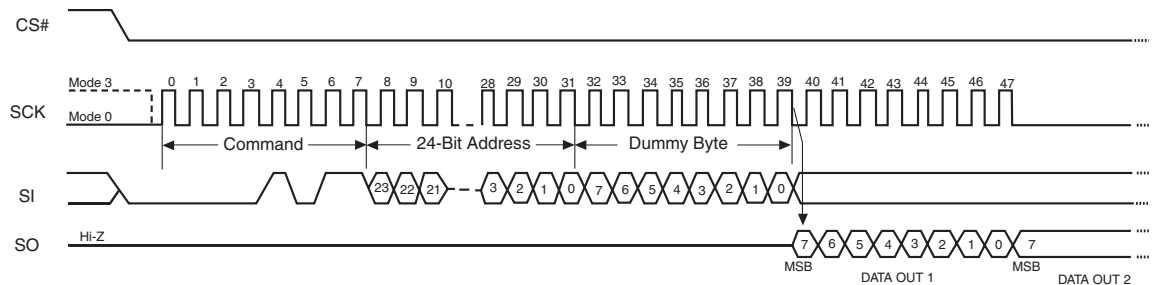 CS#
Mode 3 0 1 2 3 4 5 6 7 8 9 10 28 29 30 31 32 33 34 35 36 37 38 39 40 41 42 43 44 45 46 47
SCK
Mode 0
Command 24-Bit Address Dummy Byte
SI 23 22 21 3 2 1 0 7 6 5 4 3 2 1 0
SO Hi-Z 7 6 5 4 3 2 1 0 7
MSB DATA OUT 1 MSB DATA OUT 2